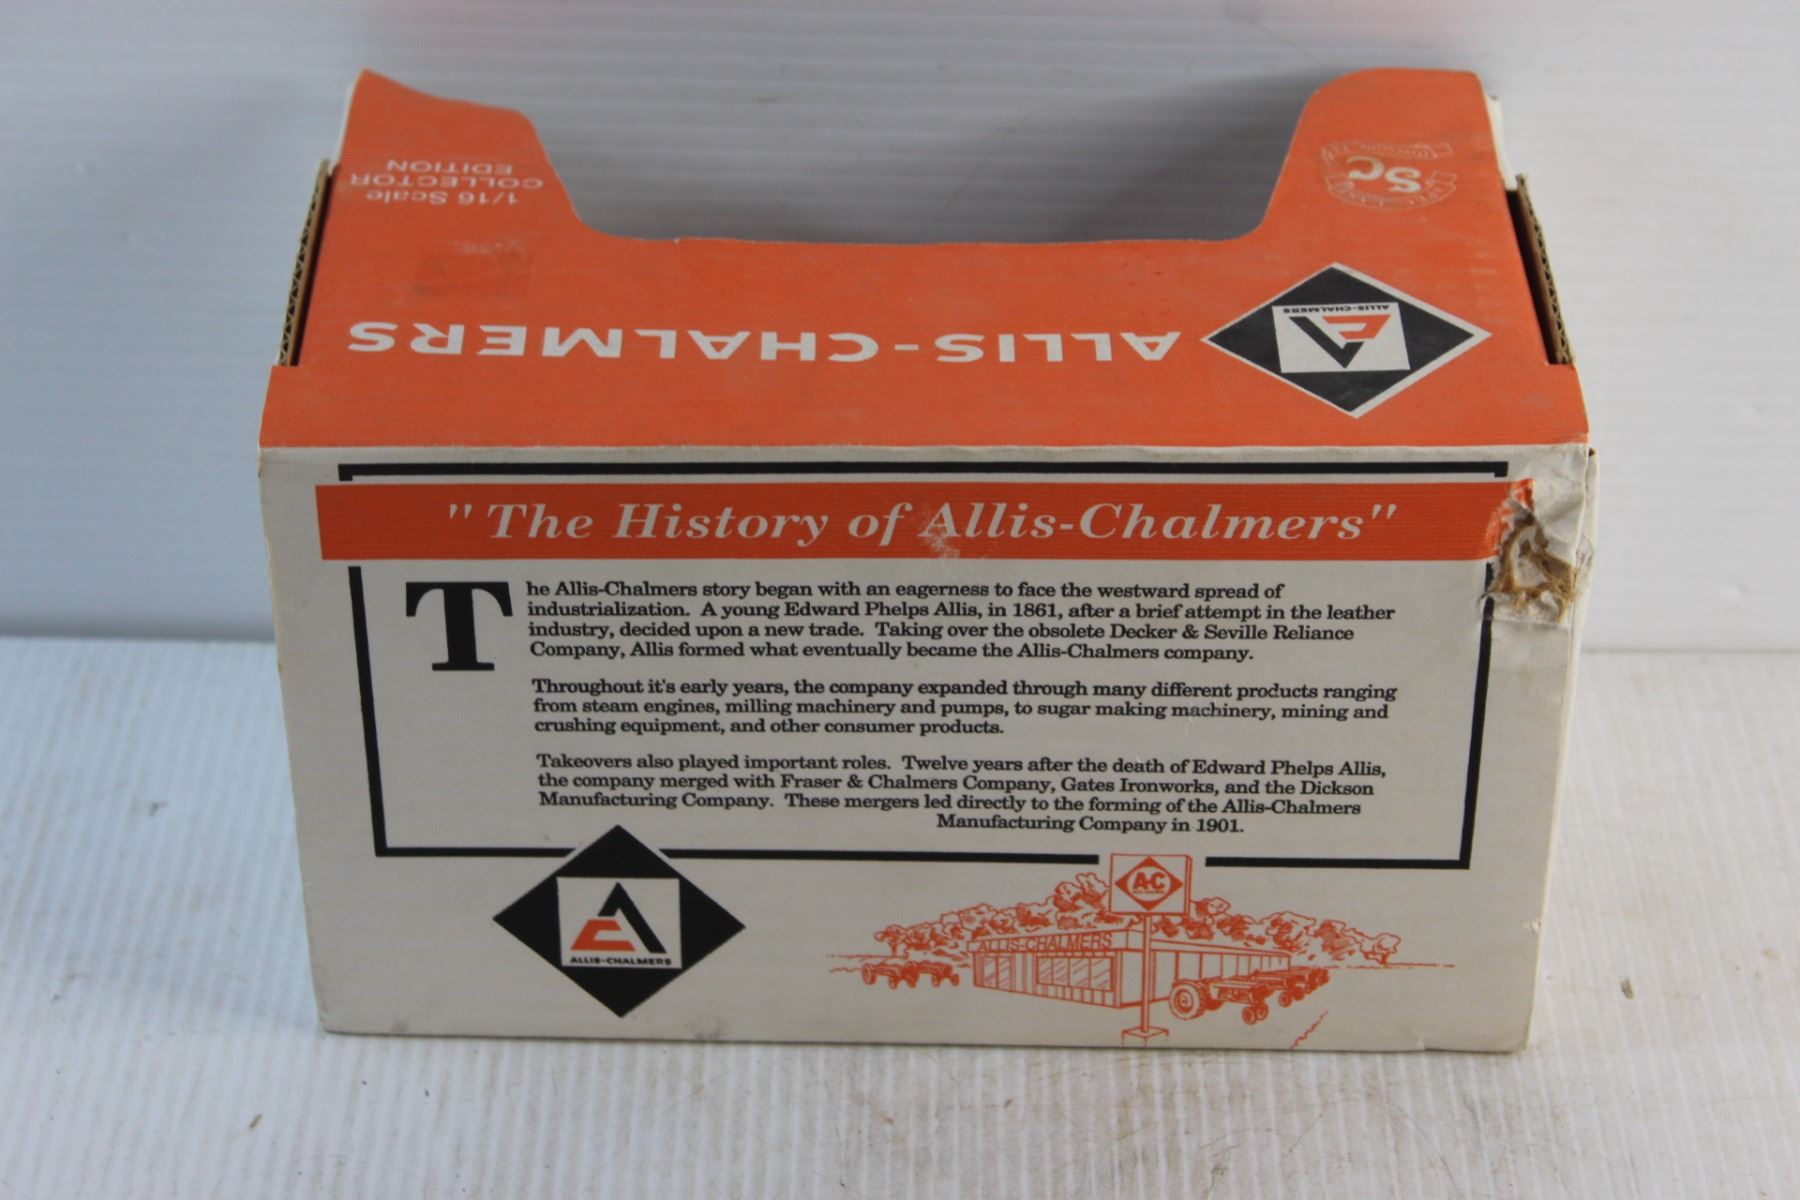 1/16 Scale
COLLECTOR
EDITION
SC
ALLIS-CHALMERS
ALLIS-CHALMERS
"The History of Allis-Chalmers"
The Allis-Chalmers story began with an eagerness to face the westward spread of
industrialization. A young Edward Phelps Allis, in 1861, after a brief attempt in the leather
industry, decided upon a new trade. Taking over the obsolete Decker & Seville Reliance
Company, Allis formed what eventually became the Allis-Chalmers company.
Throughout it's early years, the company expanded through many different products ranging
from steam engines, milling machinery and pumps, to sugar making machinery, mining and
crushing equipment, and other consumer products.
Takeovers also played important roles. Twelve years after the death of Edward Phelps Allis,
the company merged with Fraser & Chalmers Company, Gates Ironworks, and the Dickson
Manufacturing Company. These mergers led directly to the forming of the Allis-Chalmers
Manufacturing Company in 1901.
ALLIS-CHALMERS
A-C
ALLIS-CHALMERS